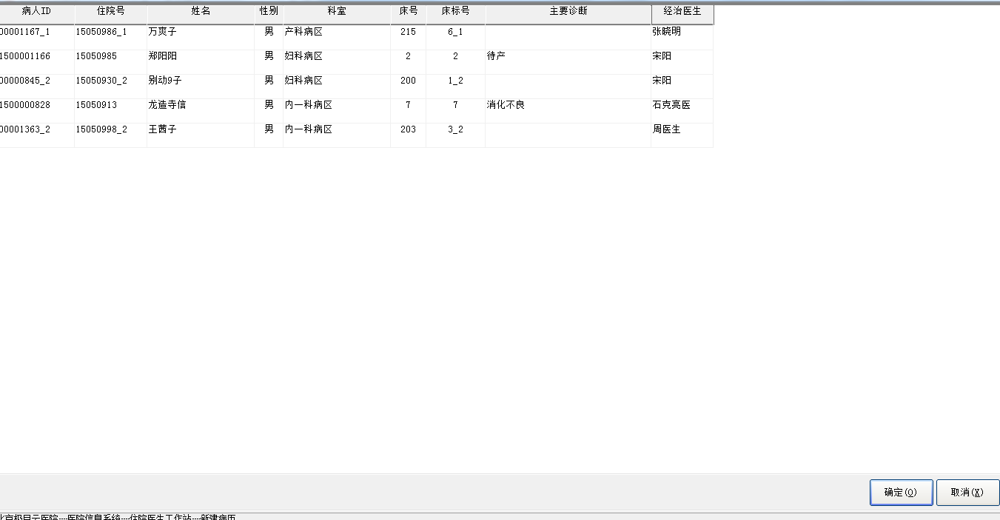 病人ID 住院号 姓名 性别 科室 床号 床标号 主要诊断 经治医生
00001167_1 15050986_1 万爽子 男 产科病区 215 6_1 张晓明
1500001166 15050985 郑阳阳 男 妇科病区 2 2 待产 宋阳
00000845_2 15050930_2 别动9子 男 妇科病区 200 1_2 宋阳
1500000828 15050913 龙造寺信 男 内一科病区 7 7 消化不良 石克亮医
00001363_2 15050998_2 王茜子 男 内一科病区 203 3_2 周医生
确定(O) 取消(X)
北京极目云医院---医院信息系统---住院医生工作站---新建病历